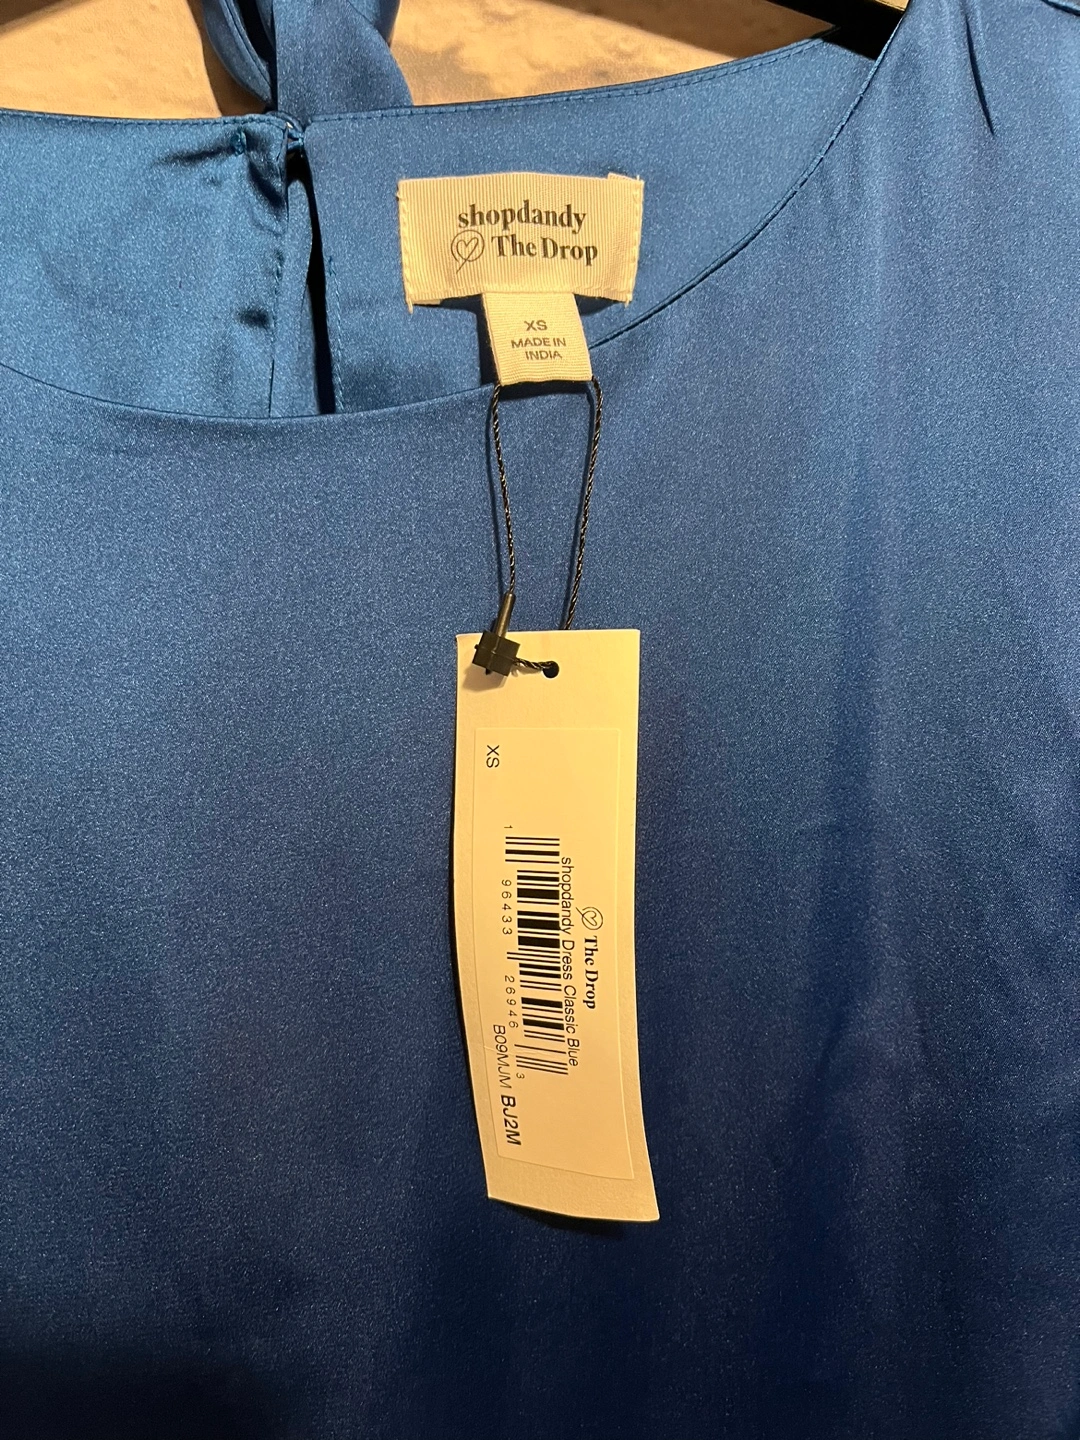 shopdandy
The Drop
XS
MADE IN
INDIA
XS
The Drop
shopdandy Dress Classic Blue
1 96433 26946 3
B09MJM BJ2M